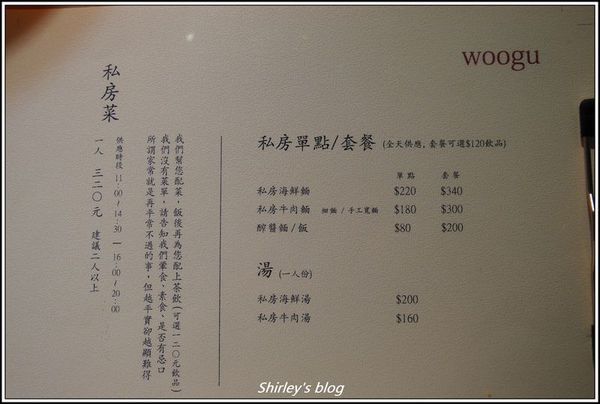 woogu
私房菜
供應時段 11:00/14:30 — 16:00/20:00
一人 三二〇元 建議二人以上
所謂家常就是再平常不過的事，但越平實卻越顯難得
我們沒有菜單，請告知我們葷食、素食、是否有忌口
我們幫您配菜，飯後再為您配上茶飲(可選一二〇元飲品)
私房單點/套餐 (全天供應, 套餐可選$120飲品)
單點 套餐
私房海鮮麵 $220 $340
私房牛肉麵 細麵 / 手工寬麵 $180 $300
醡醬麵/飯 $80 $200
湯 (一人份)
私房海鮮湯 $200
私房牛肉湯 $160
Shirley's blog